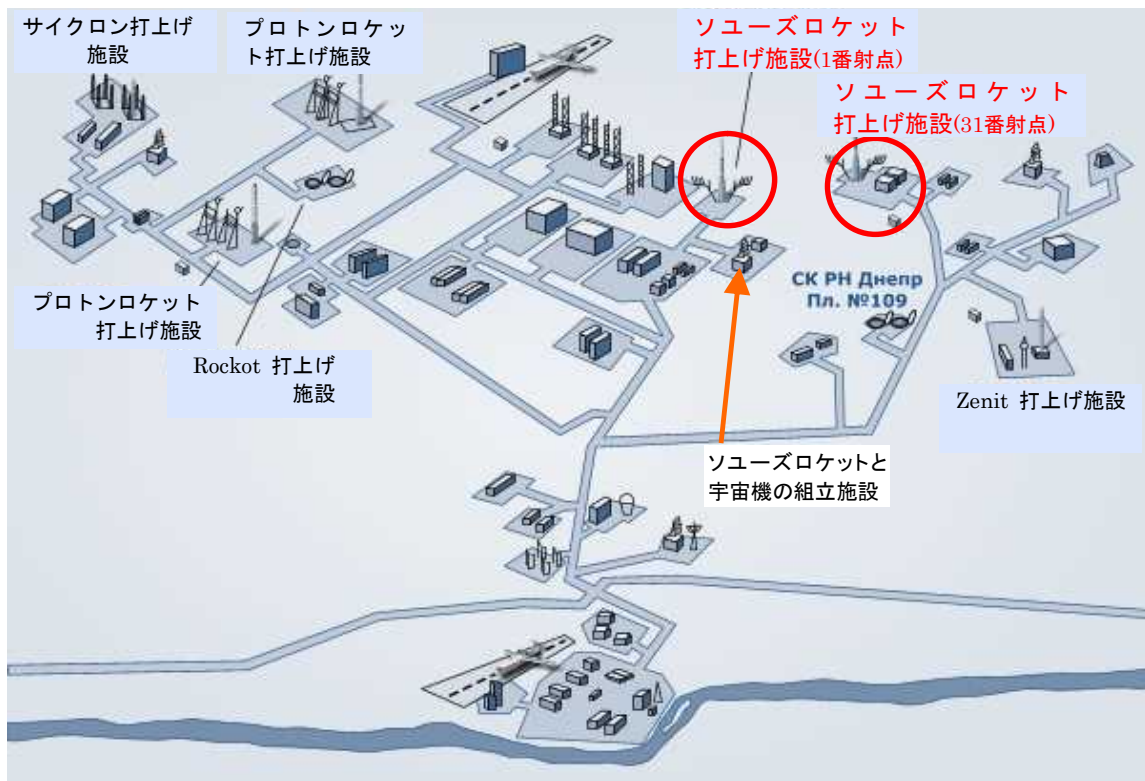 サイクロン打上げ
施設
プロトンロケッ
ト打上げ施設
ソユーズロケット
打上げ施設(1番射点)
ソユーズロケット
打上げ施設(31番射点)
СК РН Днепр
Пл. №109
プロトンロケット
打上げ施設
Rockot 打上げ
施設
Zenit 打上げ施設
ソユーズロケットと
宇宙機の組立施設